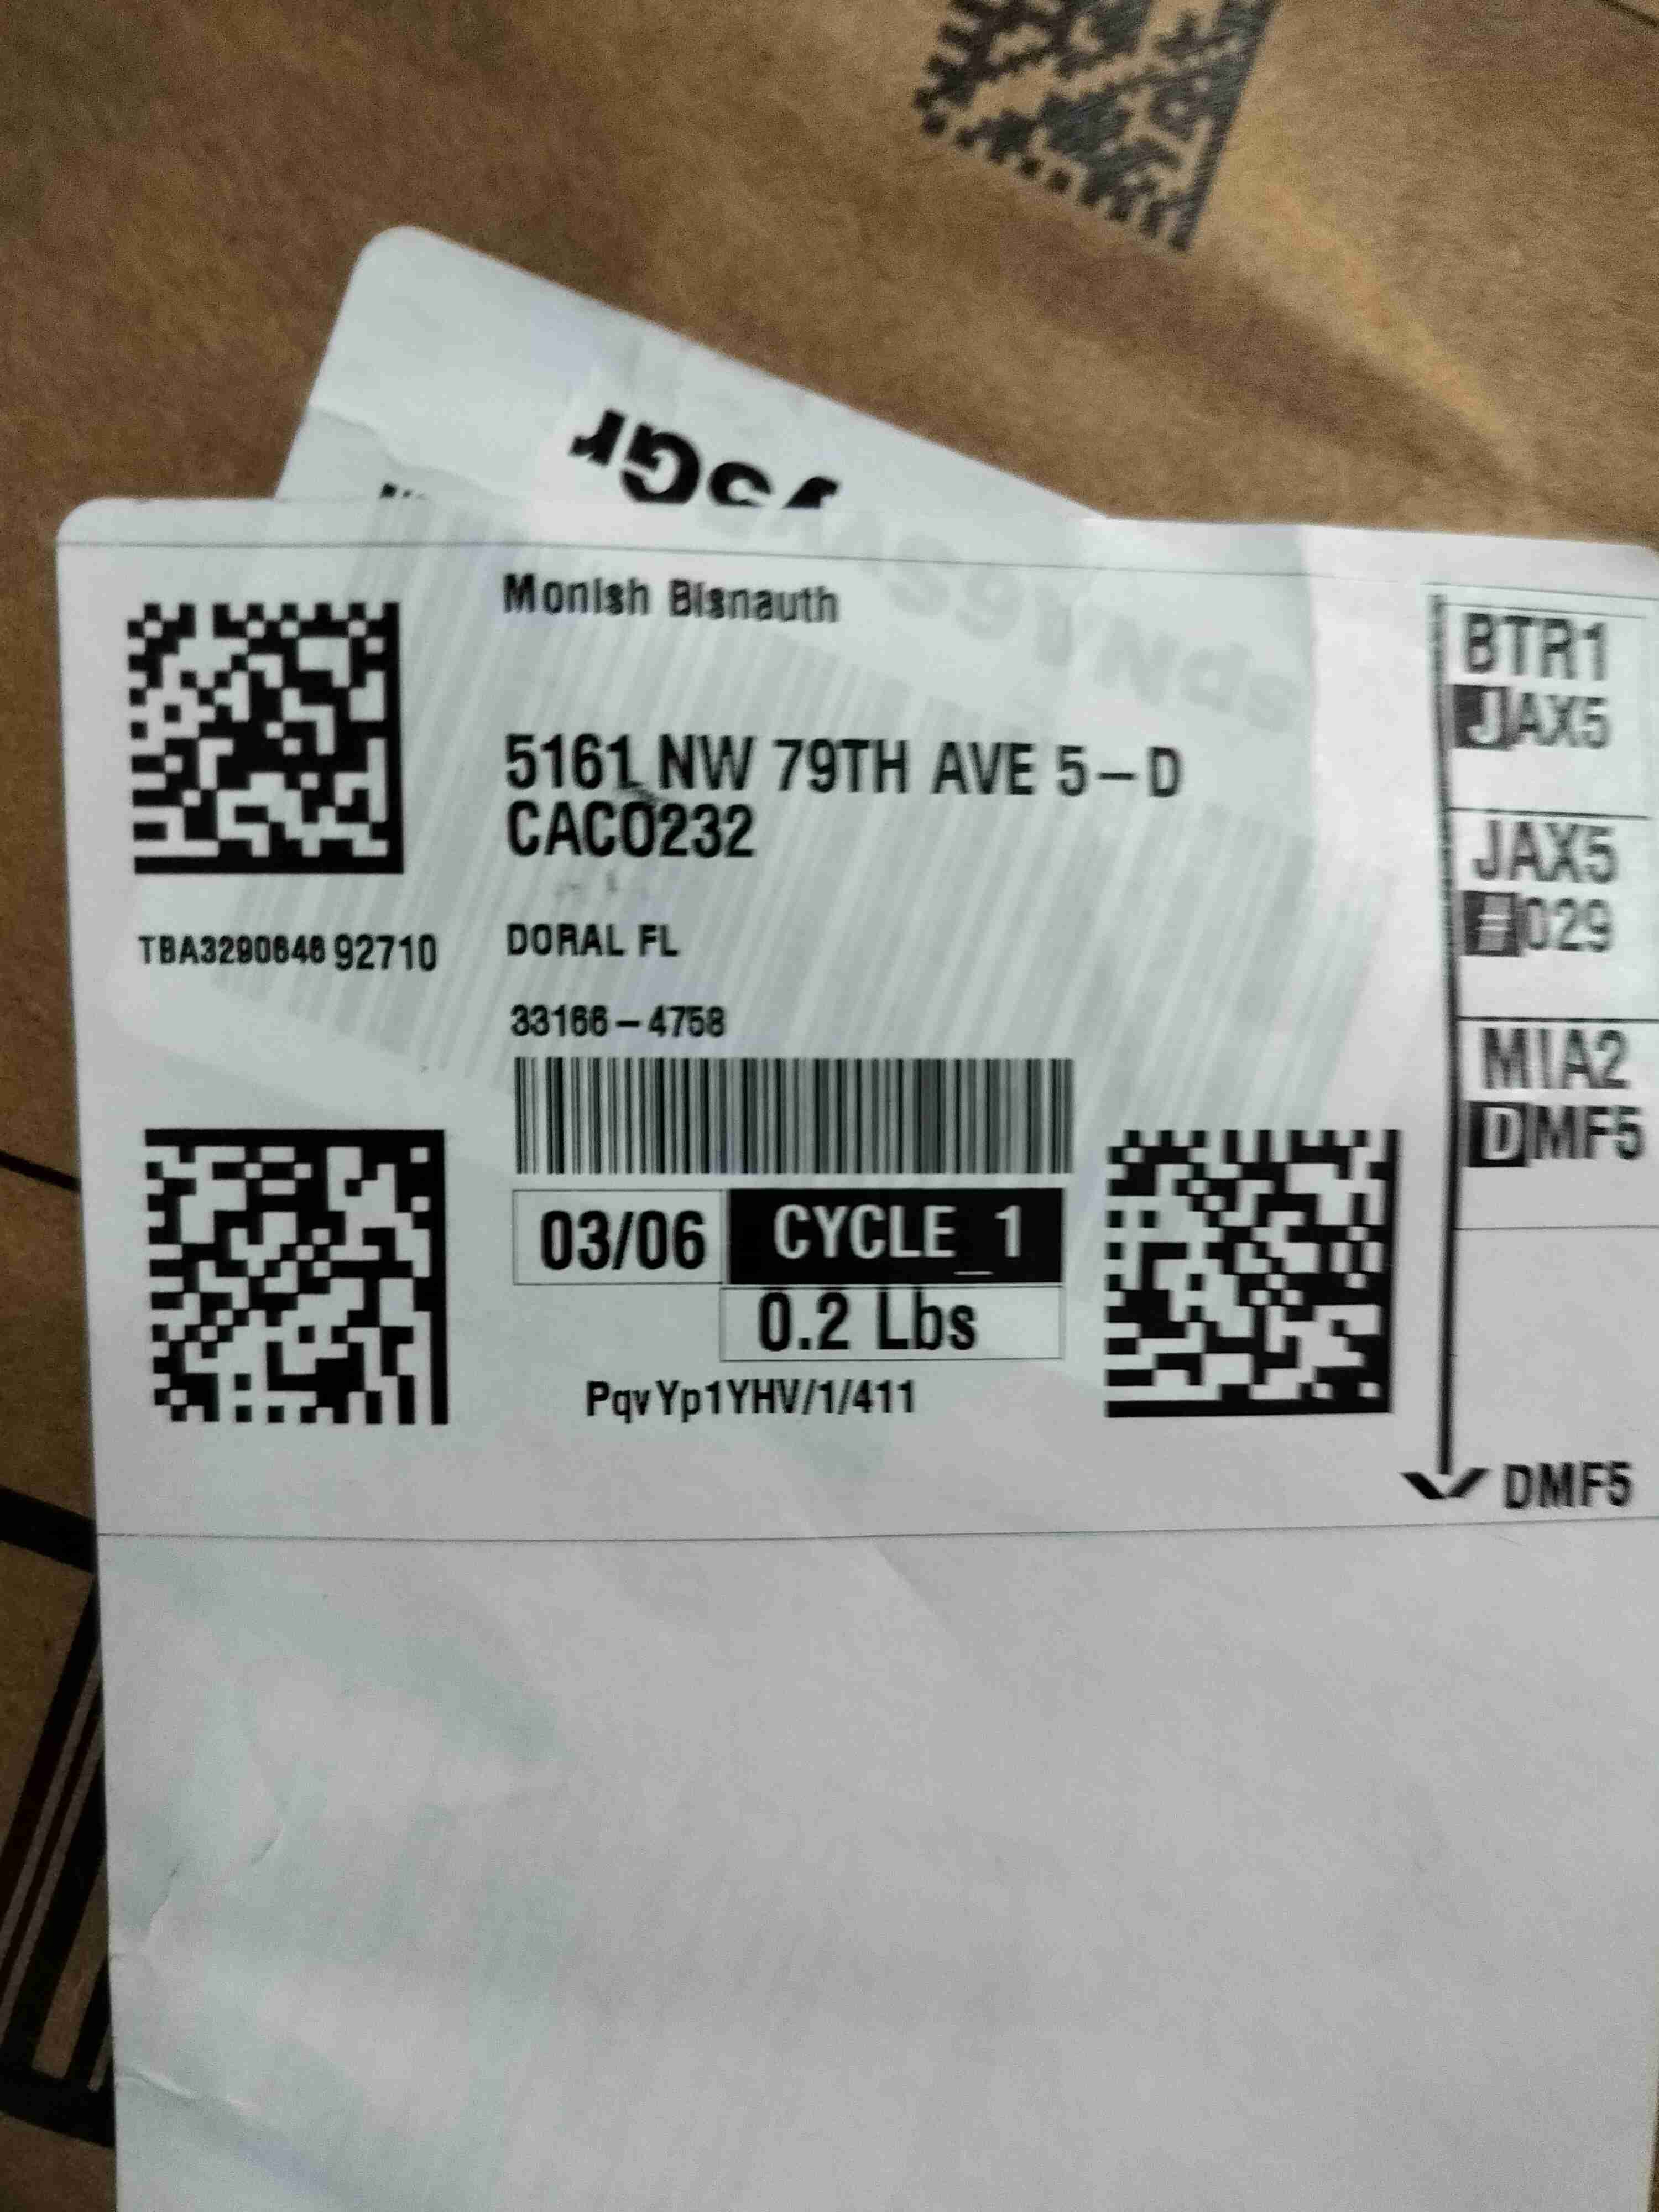 Monish Bisnauth
5161 NW 79TH AVE 5-D
CACO232
TBA329064692710
DORAL FL
33166-4758
03/06
CYCLE_1
0.2 Lbs
PqvYp1YHV/1/411
BTR1
JAX5
JAX5
#029
MIA2
DMF5
DMF5